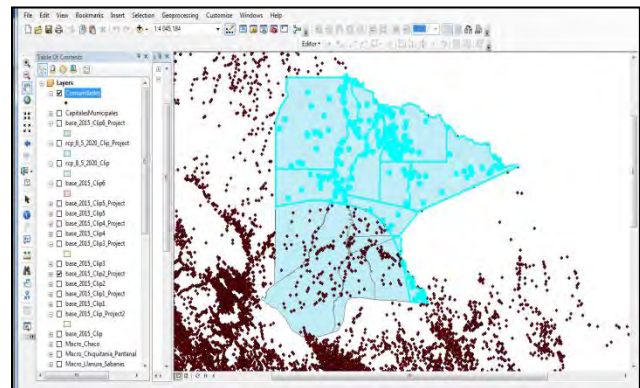 File Edit View Bookmarks Insert Selection Geoprocessing Customize Windows Help
1:4.045.184
Editor
Table Of Contents
Layers
Comunidades
CapitalesMunicipales
base_2015_Clip6_Project
rcp_8_5_2020_Clip_Project
rcp_8_5_2020_Clip
base_2015_Clip6
base_2015_Clip5_Project
base_2015_Clip5
base_2015_Clip4_Project
base_2015_Clip4
base_2015_Clip3_Project
base_2015_Clip3
base_2015_Clip2_Project
base_2015_Clip2
base_2015_Clip1_Project
base_2015_Clip1
base_2015_Clip_Project2
base_2015_Clip
Macro_Chaco
Macro_Chiquitania_Pantanal
Macro_Llanura_Sabanas